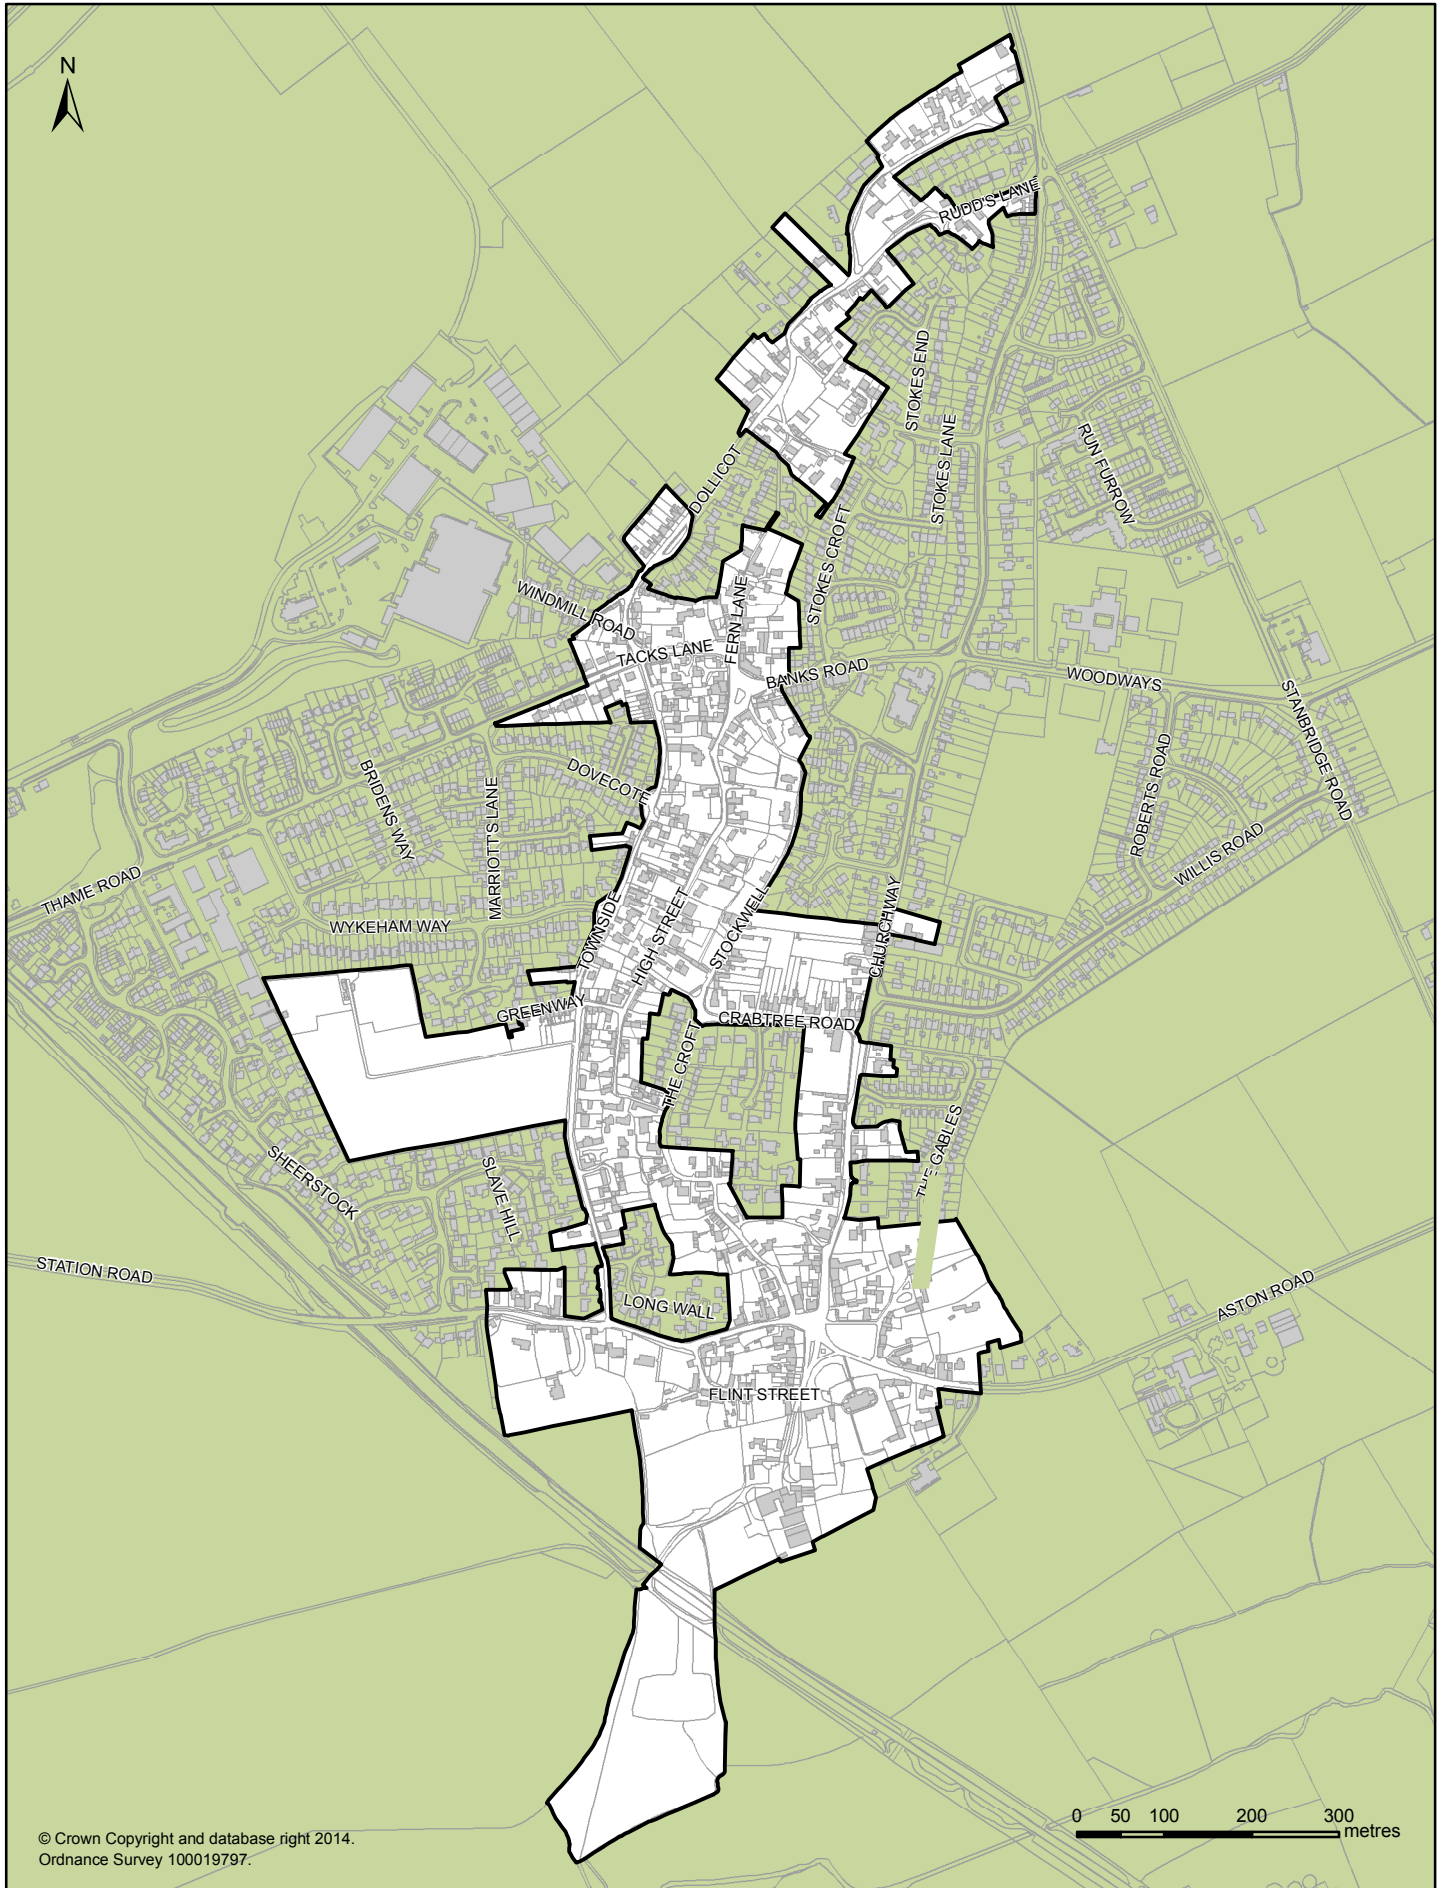 N
RUDD'S LANE
STOKES END
STOKES LANE
RUN FURROW
DOLLICOT
STOKES CROFT
WINDMILL ROAD
FERN LANE
TACKS LANE
BANKS ROAD
WOODWAYS
STANBRIDGE ROAD
ROBERTS ROAD
WILLIS ROAD
DOVECOTE
BRIDENS WAY
MARRIOTT'S LANE
THAME ROAD
WYKEHAM WAY
TOWNSIDE
HIGH STREET
STOCKWELL
CHURCHWAY
GREENWAY
CRABTREE ROAD
THE CROFT
THE GABLES
SHEERSTOCK
SLAVE HILL
STATION ROAD
LONG WALL
ASTON ROAD
FLINT STREET
0 50 100 200 300
metres
© Crown Copyright and database right 2014.
Ordnance Survey 100019797.